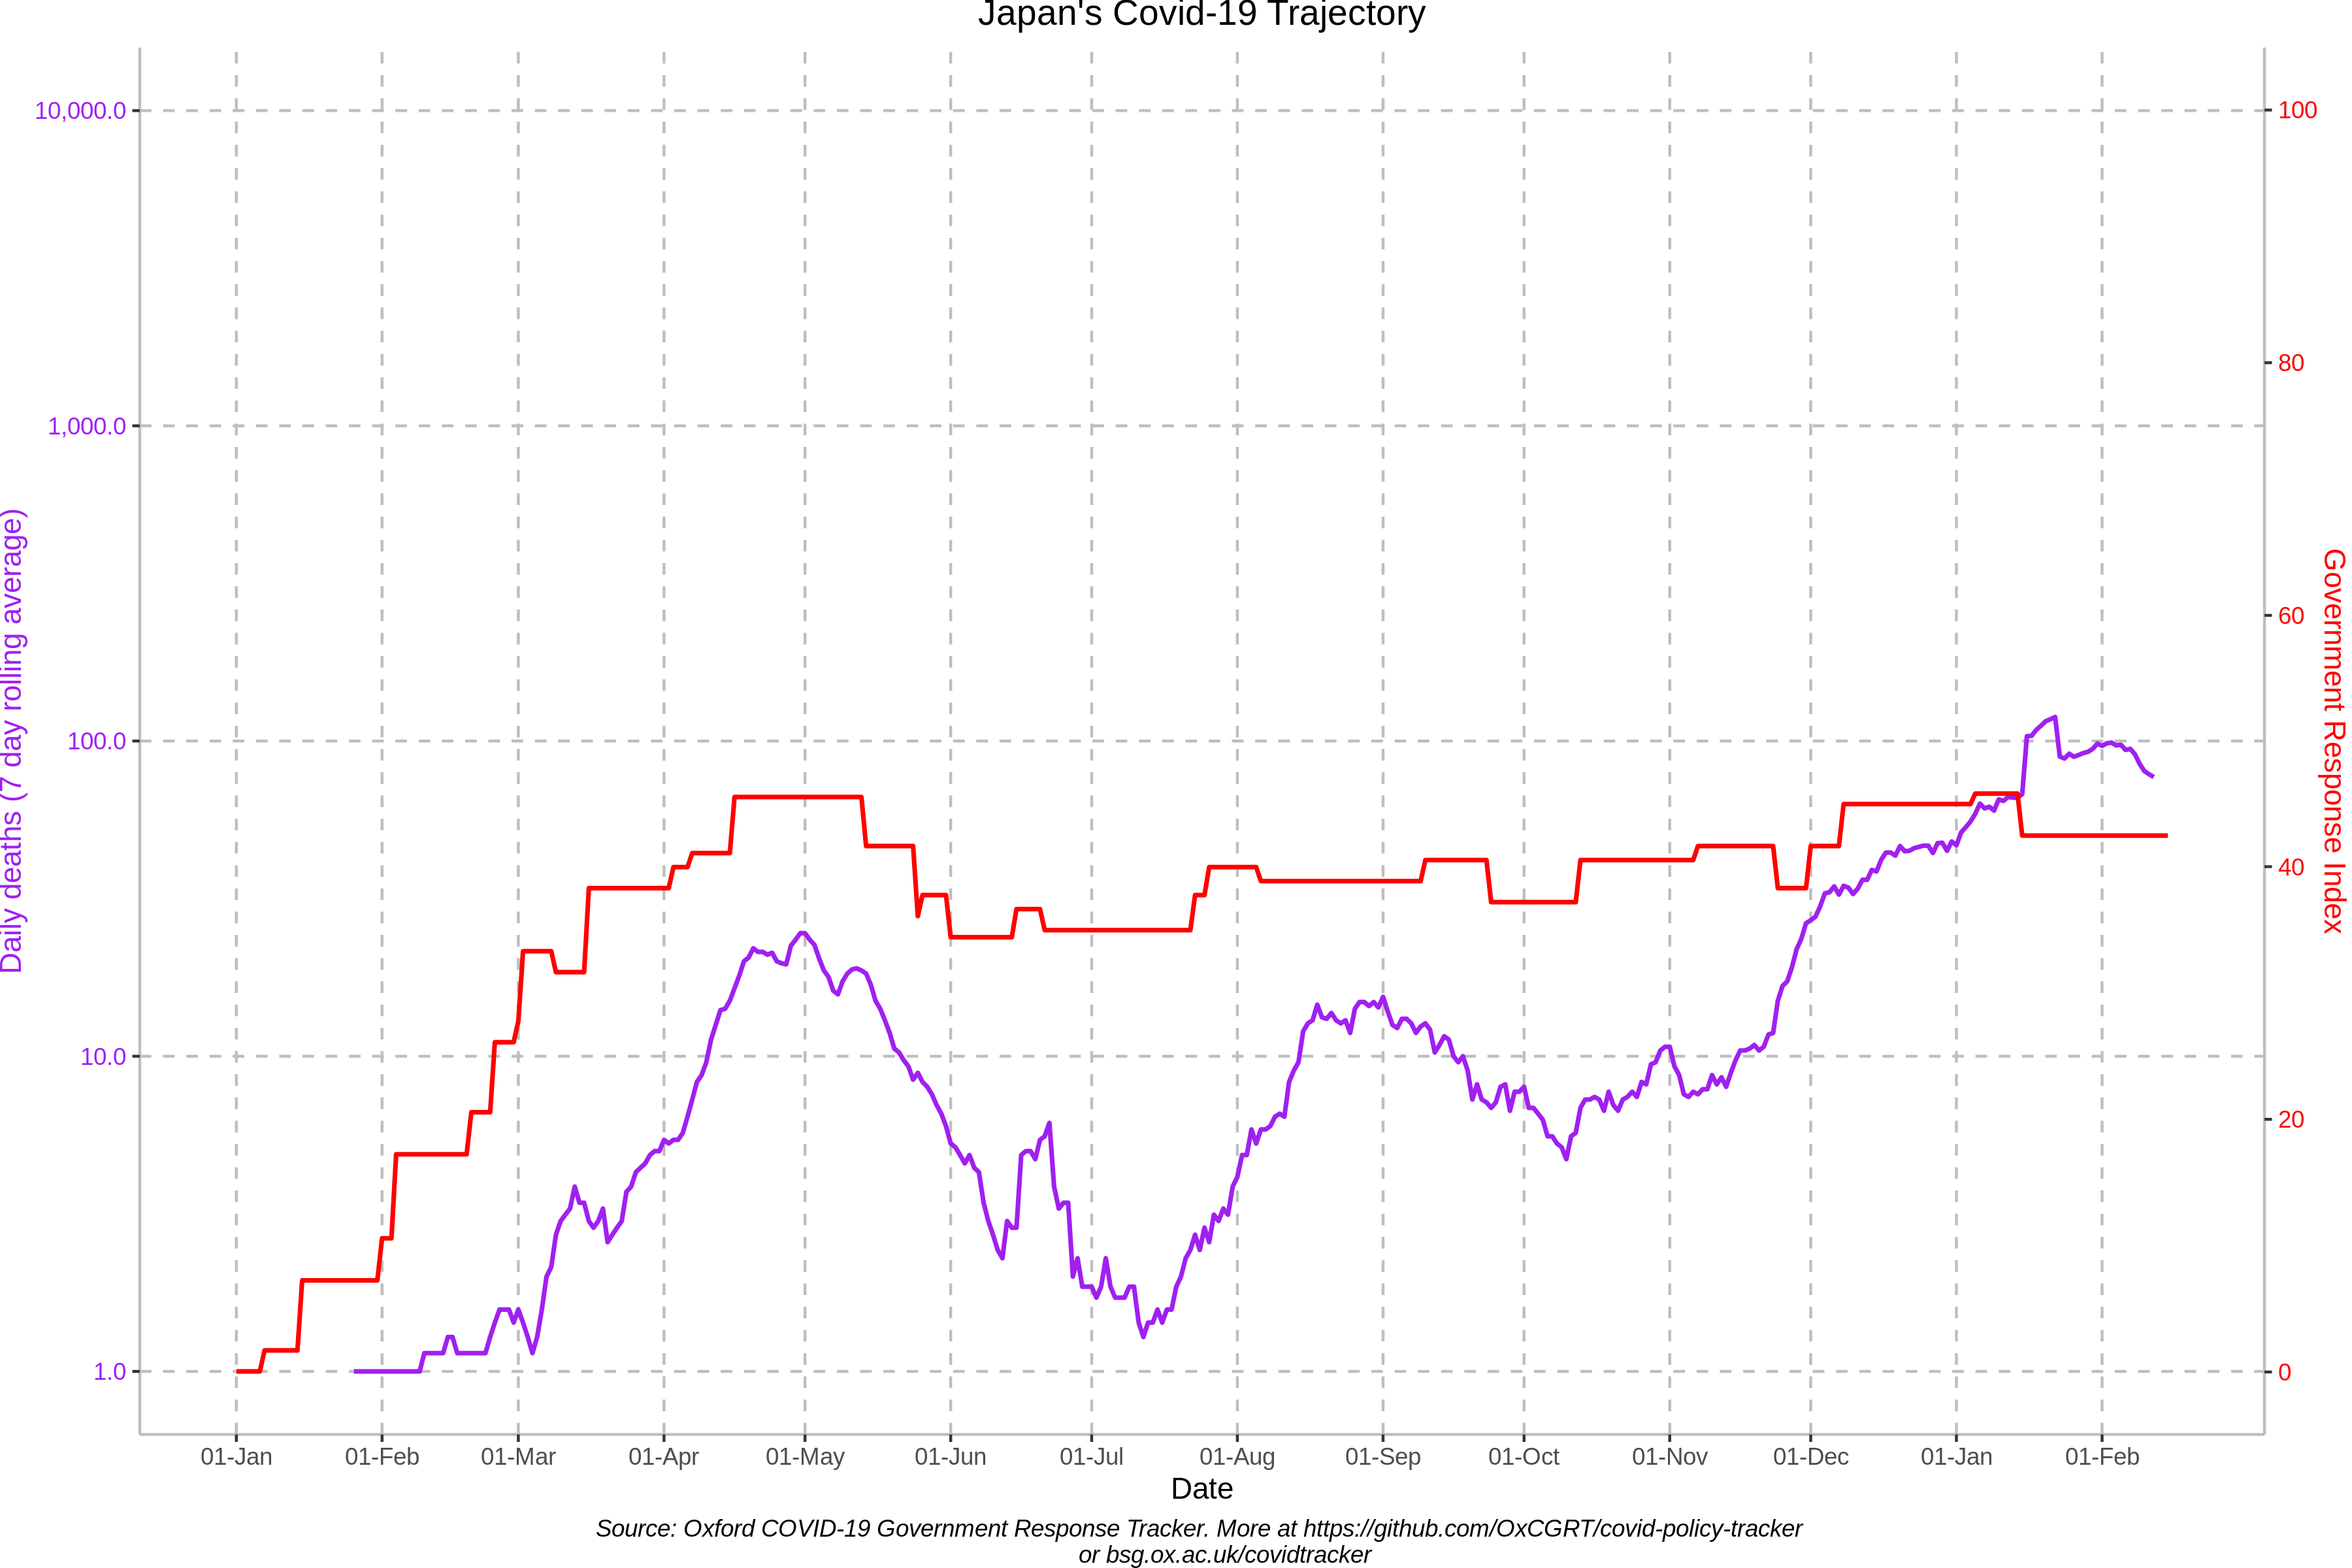 Japan's Covid-19 Trajectory
Daily deaths (7 day rolling average)
10,000.0
1,000.0
100.0
10.0
1.0
100
80
60
40
20
0
Government Response Index
01-Jan 01-Feb 01-Mar 01-Apr 01-May 01-Jun 01-Jul 01-Aug 01-Sep 01-Oct 01-Nov 01-Dec 01-Jan 01-Feb
Date
Source: Oxford COVID-19 Government Response Tracker. More at https://github.com/OxCGRT/covid-policy-tracker
or bsg.ox.ac.uk/covidtracker